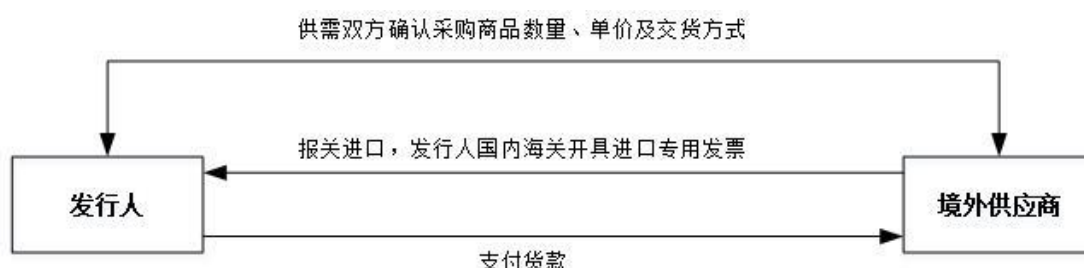 供需双方确认采购商品数量、单价及交货方式
报关进口，发行人国内海关开具进口专用发票
发行人
境外供应商
支付货款